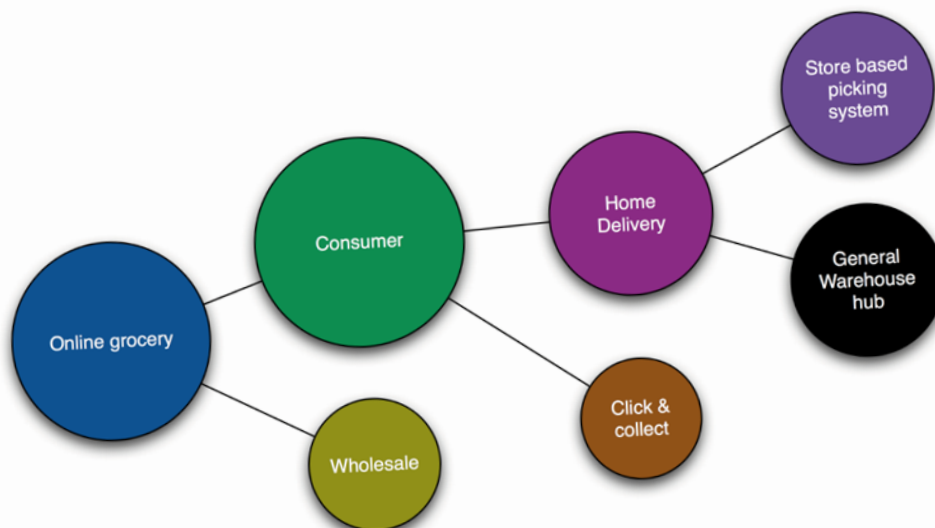 Store based
picking
system
Home
Delivery
Consumer
General
Warehouse
hub
Online grocery
Click &
collect
Wholesale